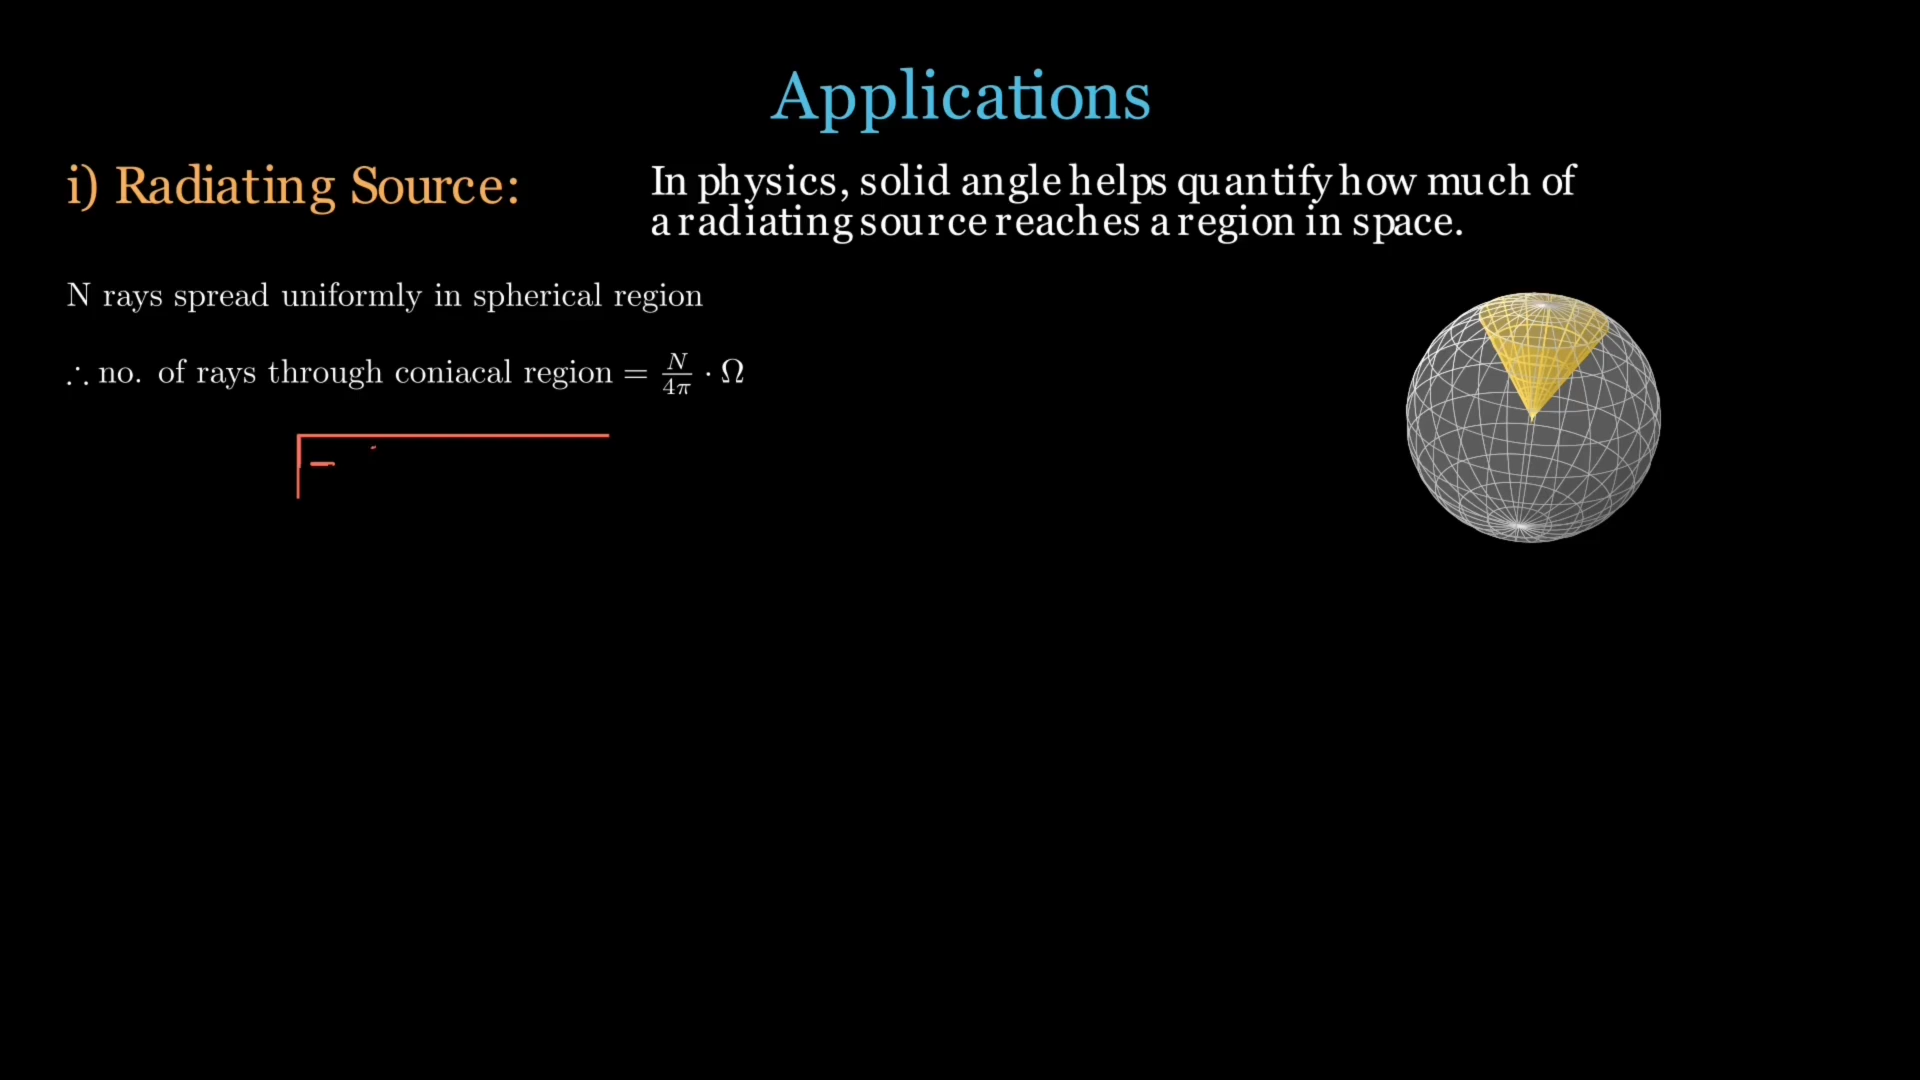 Applications
i) Radiating Source:
In physics, solid angle helps quantify how much of
a radiating source reaches a region in space.
N rays spread uniformly in spherical region
∴ no. of rays through coniacal region = N/4π · Ω